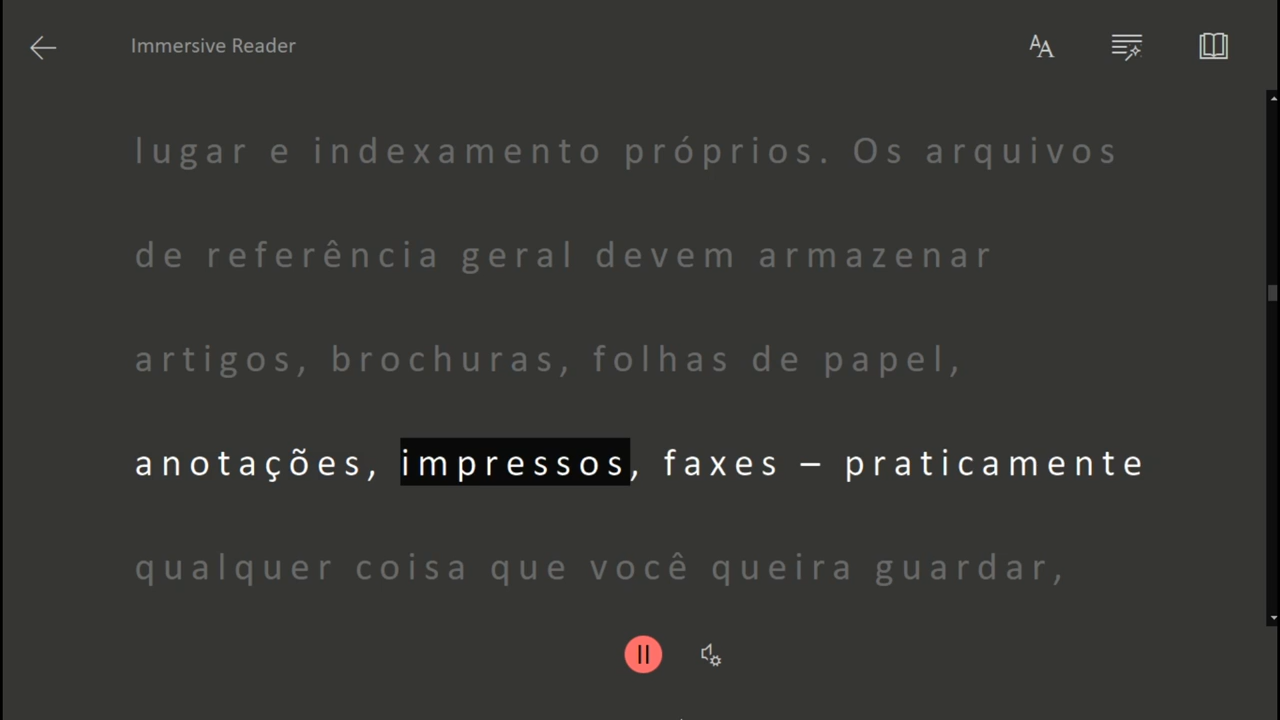 Immersive Reader
lugar e indexamento próprios. Os arquivos
de referência geral devem armazenar
artigos, brochuras, folhas de papel,
anotações, impressos, faxes – praticamente
qualquer coisa que você queira guardar,